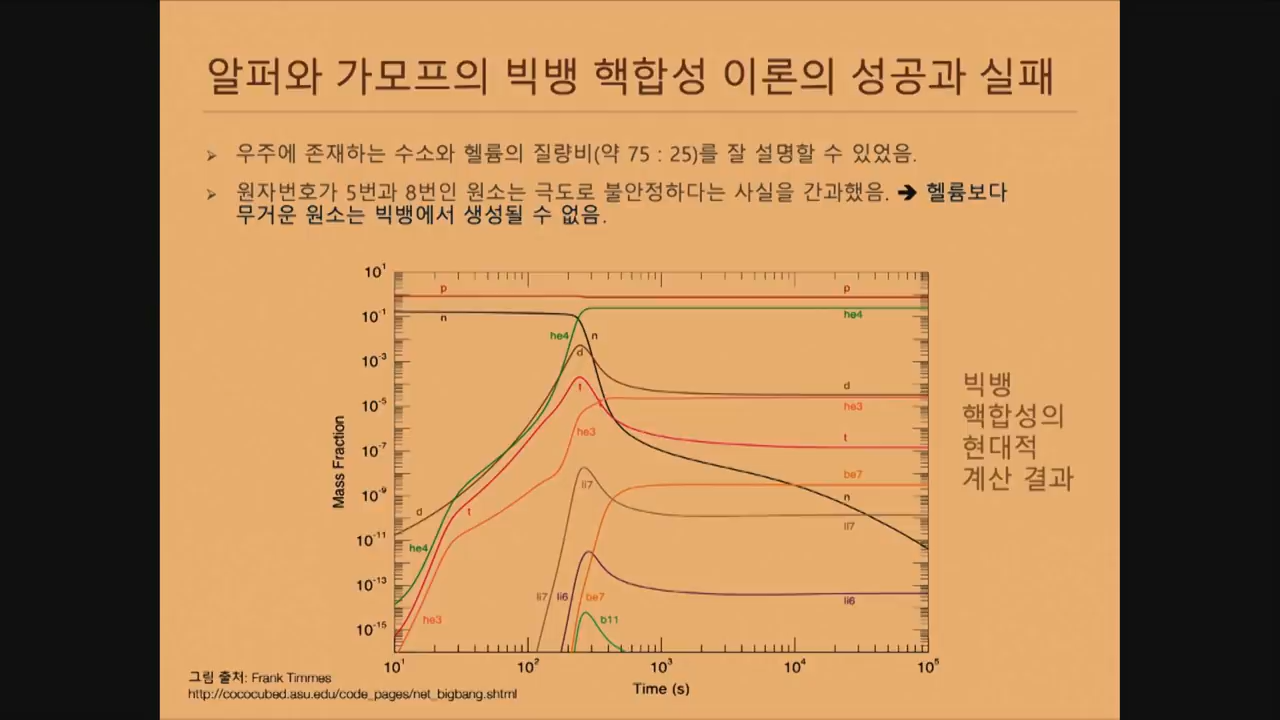 알퍼와 가모프의 빅뱅 핵합성 이론의 성공과 실패
➢ 우주에 존재하는 수소와 헬륨의 질량비(약 75 : 25)를 잘 설명할 수 있었음.
➢ 원자번호가 5번과 8번인 원소는 극도로 불안정하다는 사실을 간과했음. ➔ 헬륨보다
무거운 원소는 빅뱅에서 생성될 수 없음.
10¹
p p
n he4
10⁻¹
he4 n
d
10⁻³
t d
10⁻⁵
he3
he3 t
10⁻⁷
be7
li7
10⁻⁹
n
d t
li7
10⁻¹¹
he4
10⁻¹³
li7 li6 be7 li6
he3 b11
10⁻¹⁵
Mass Fraction
10¹ 10² 10³ 10⁴ 10⁵
Time (s)
빅뱅
핵합성의
현대적
계산 결과
그림 출처: Frank Timmes
http://cococubed.asu.edu/code_pages/net_bigbang.shtml